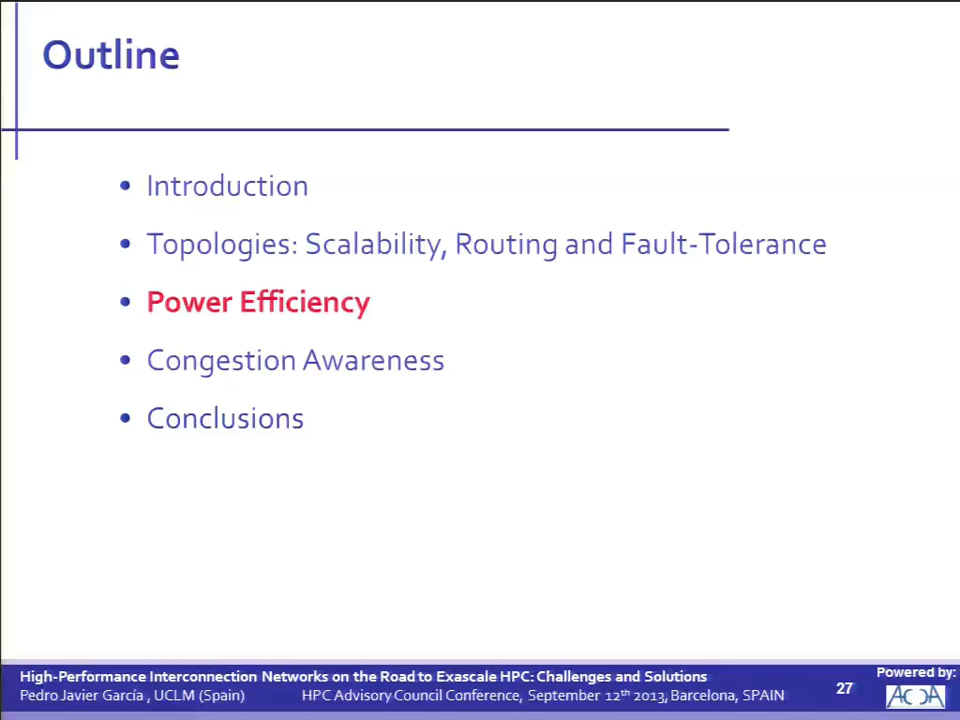 Outline
• Introduction
• Topologies: Scalability, Routing and Fault-Tolerance
• Power Efficiency
• Congestion Awareness
• Conclusions
High-Performance Interconnection Networks on the Road to Exascale HPC: Challenges and Solutions
Pedro Javier García , UCLM (Spain) HPC Advisory Council Conference, September 12th 2013, Barcelona, SPAIN
27
Powered by: